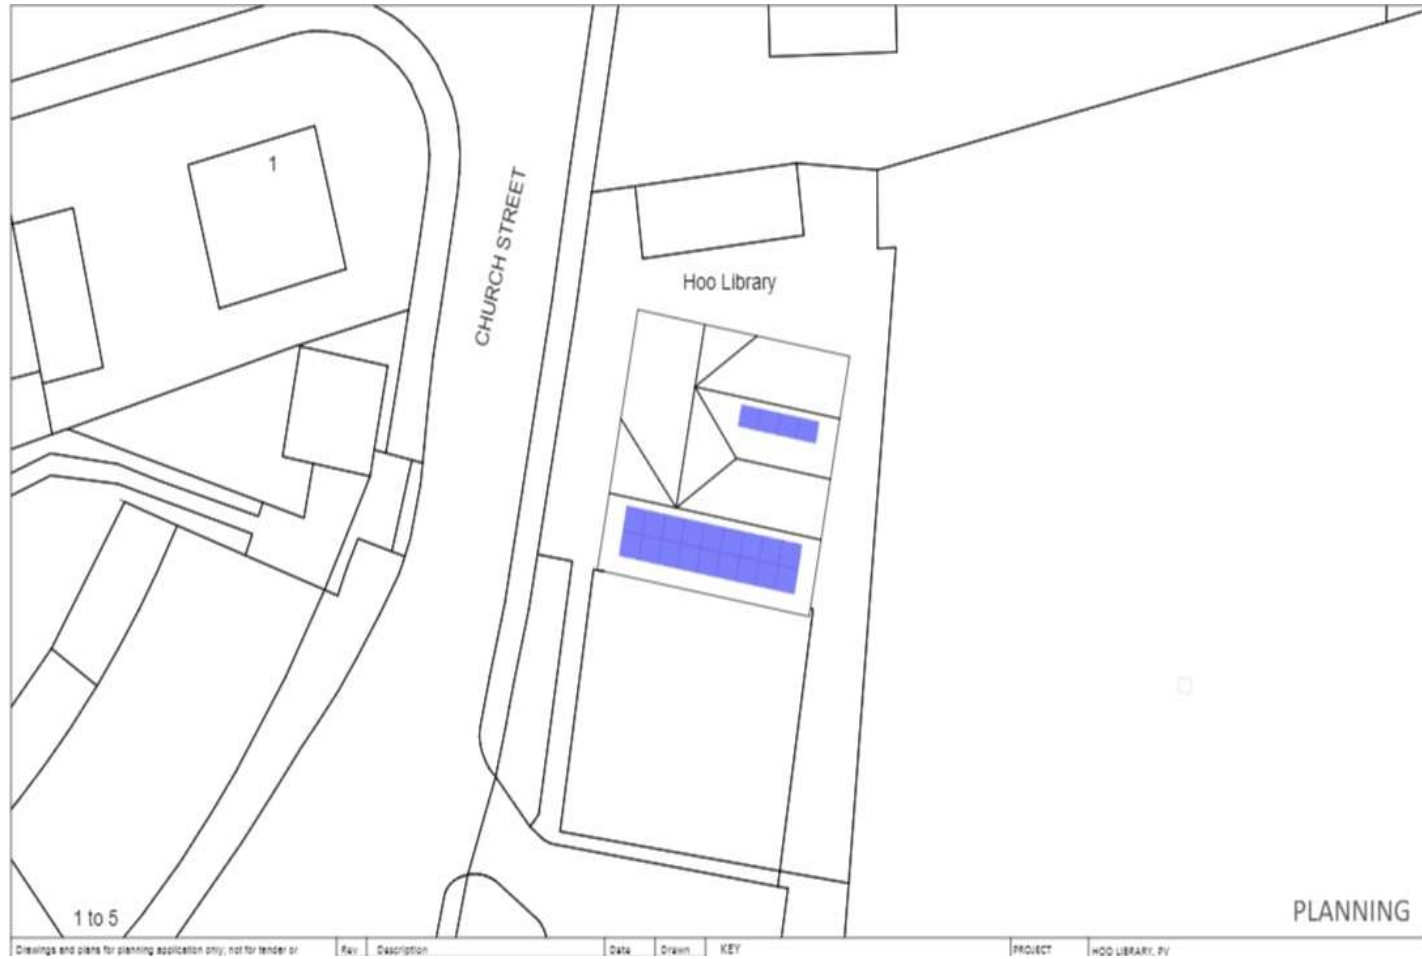 1
CHURCH STREET
Hoo Library
1 to 5
PLANNING
Drawings and plans for planning application only; not for tender or
Rev
Description
Date
Drawn
KEY
PROJECT
HOO LIBRARY, PV